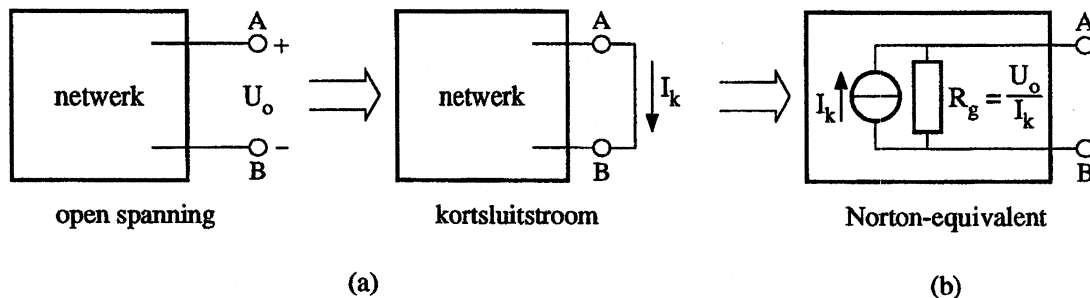 A
+
netwerk
U_o
-
B
open spanning
A
netwerk
I_k
B
kortsluitstroom
(a)
A
I_k
R_g = U_o / I_k
B
Norton-equivalent
(b)